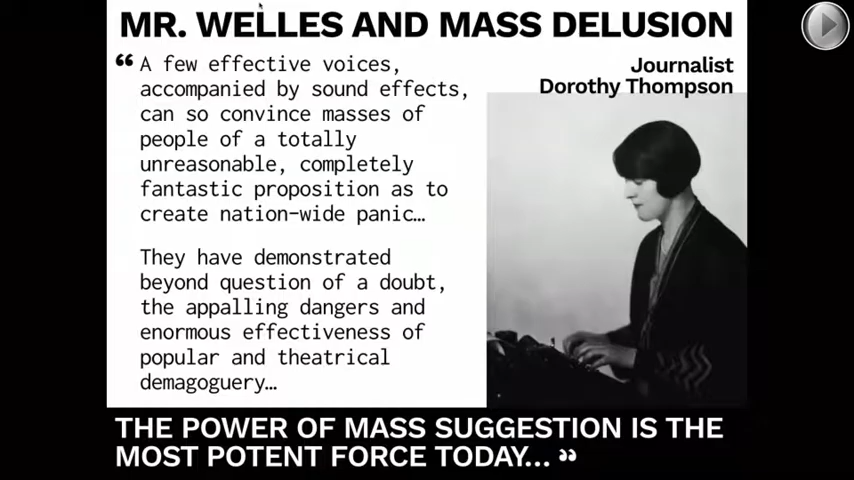 MR. WELLES AND MASS DELUSION
“ A few effective voices,
accompanied by sound effects,
can so convince masses of
people of a totally
unreasonable, completely
fantastic proposition as to
create nation-wide panic…
They have demonstrated
beyond question of a doubt,
the appalling dangers and
enormous effectiveness of
popular and theatrical
demagoguery…
Journalist
Dorothy Thompson
THE POWER OF MASS SUGGESTION IS THE
MOST POTENT FORCE TODAY... ”